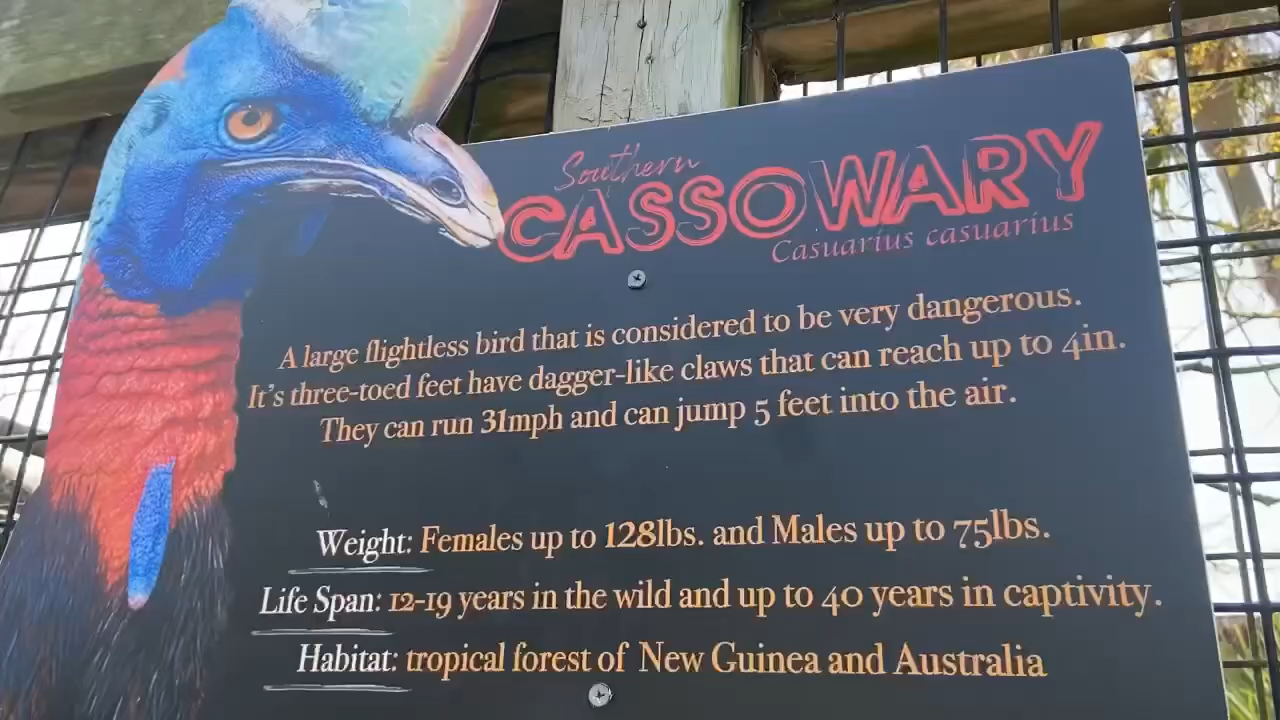 Southern
CASSOWARY
Casuarius casuarius
A large flightless bird that is considered to be very dangerous.
It's three-toed feet have dagger-like claws that can reach up to 4in.
They can run 31mph and can jump 5 feet into the air.
Weight: Females up to 128lbs. and Males up to 75lbs.
Life Span: 12-19 years in the wild and up to 40 years in captivity.
Habitat: tropical forest of New Guinea and Australia